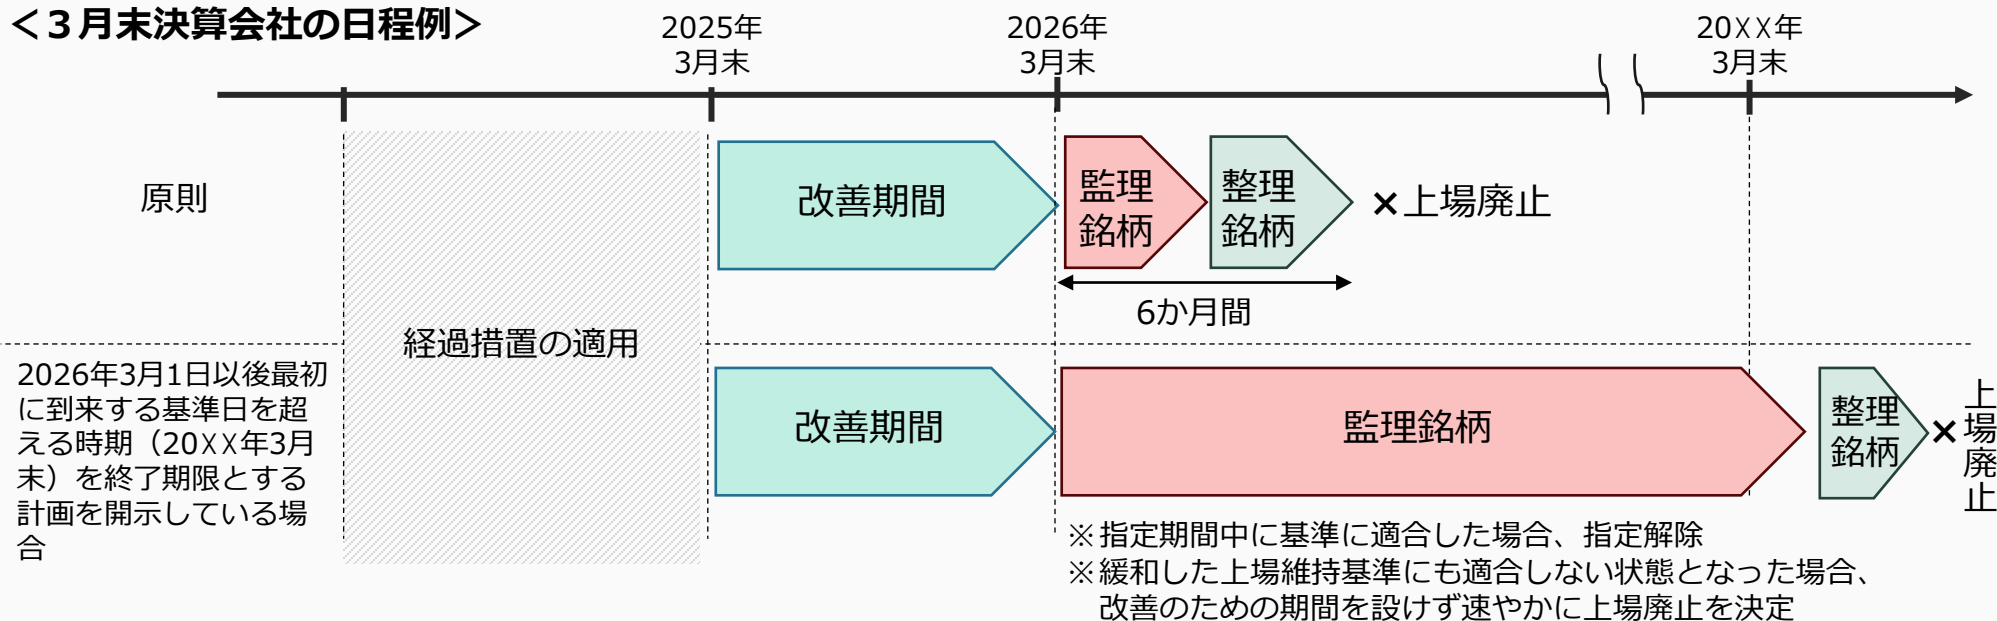 ＜３月末決算会社の日程例＞
2025年
3月末
2026年
3月末
20XX年
3月末
原則
経過措置の適用
改善期間
監理
銘柄
整理
銘柄
×上場廃止
6か月間
2026年3月1日以後最初
に到来する基準日を超
える時期（20XX年3月
末）を終了期限とする
計画を開示している場
合
改善期間
監理銘柄
整理
銘柄
×上場廃止
※指定期間中に基準に適合した場合、指定解除
※緩和した上場維持基準にも適合しない状態となった場合、
改善のための期間を設けず速やかに上場廃止を決定